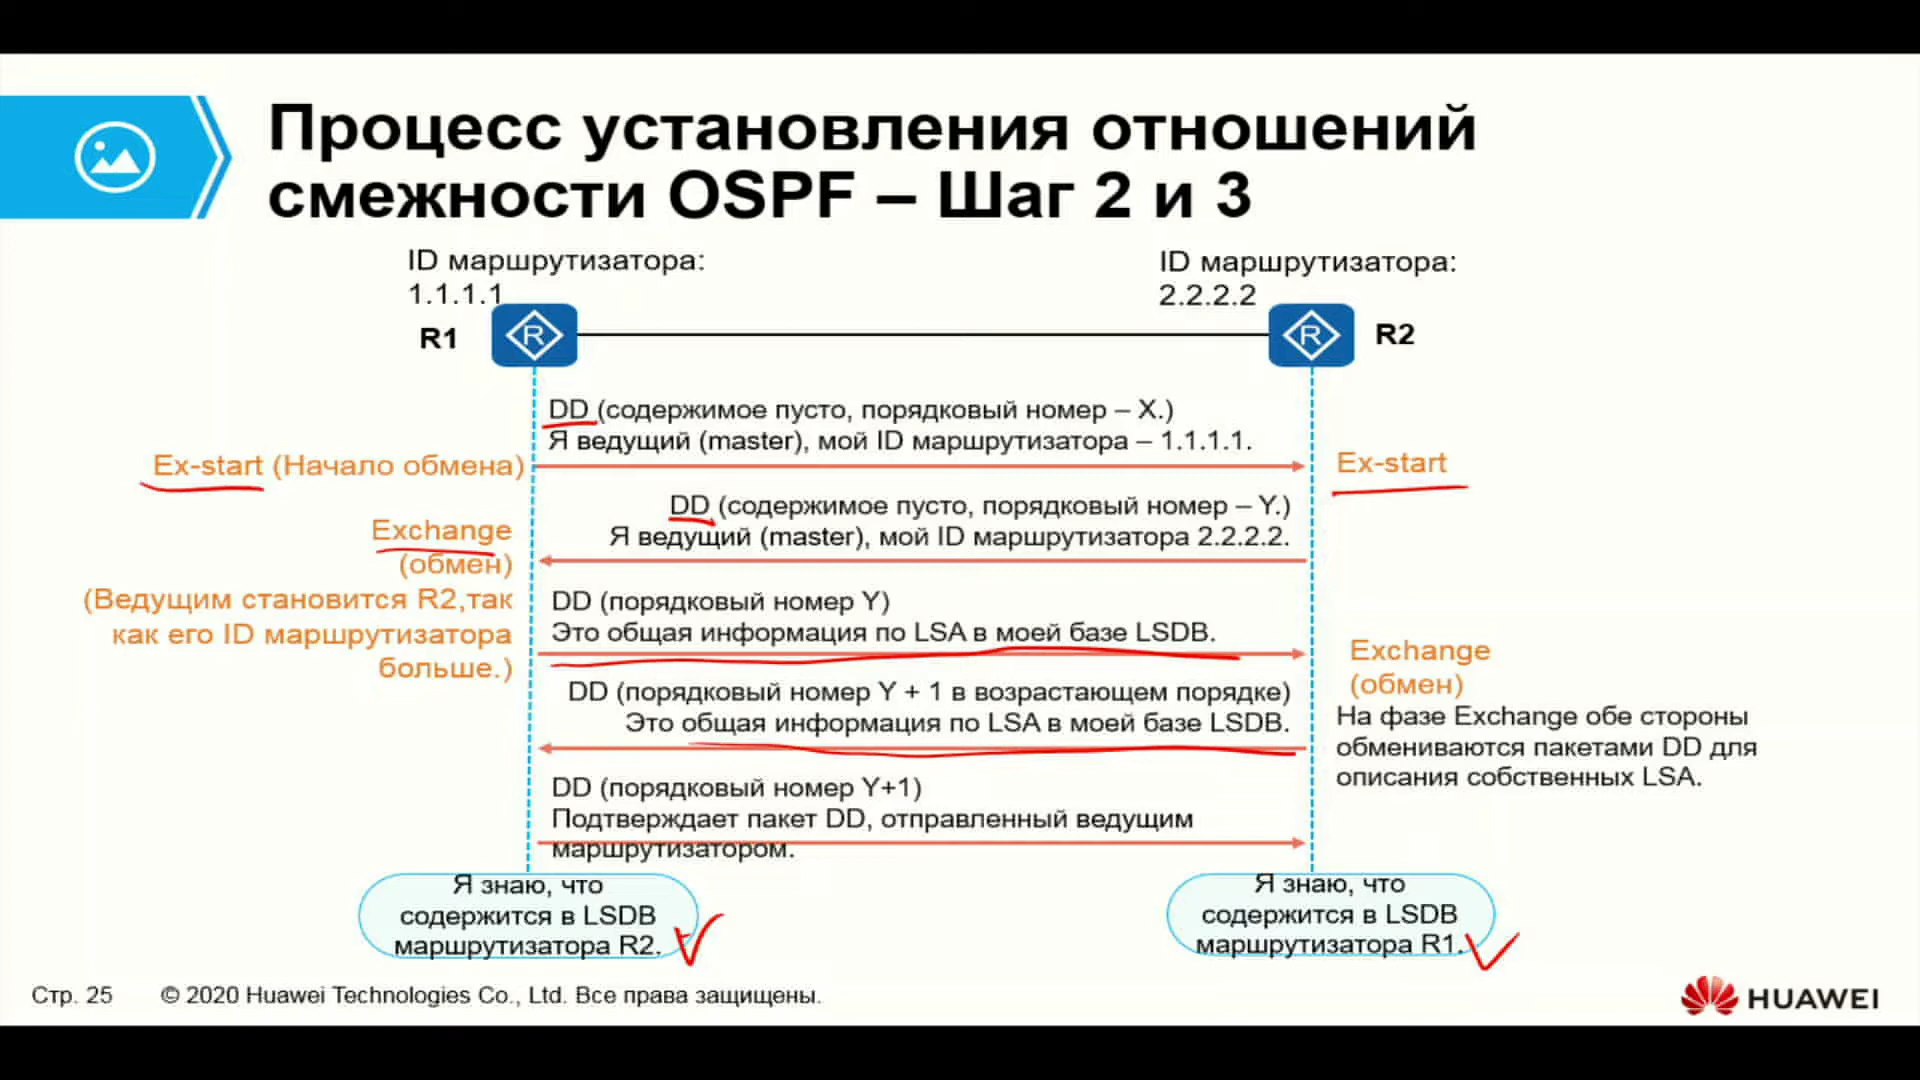 Процесс установления отношений
смежности OSPF – Шаг 2 и 3
ID маршрутизатора:
1.1.1.1
ID маршрутизатора:
2.2.2.2
R1
R
R
R2
DD (содержимое пусто, порядковый номер – X.)
Я ведущий (master), мой ID маршрутизатора – 1.1.1.1.
Ex-start (Начало обмена)
Ex-start
DD (содержимое пусто, порядковый номер – Y.)
Я ведущий (master), мой ID маршрутизатора 2.2.2.2.
Exchange
(обмен)
(Ведущим становится R2,так
как его ID маршрутизатора
больше.)
DD (порядковый номер Y)
Это общая информация по LSA в моей базе LSDB.
Exchange
(обмен)
На фазе Exchange обе стороны
обмениваются пакетами DD для
описания собственных LSA.
DD (порядковый номер Y + 1 в возрастающем порядке)
Это общая информация по LSA в моей базе LSDB.
DD (порядковый номер Y+1)
Подтверждает пакет DD, отправленный ведущим
маршрутизатором.
Я знаю, что
содержится в LSDB
маршрутизатора R2.
Я знаю, что
содержится в LSDB
маршрутизатора R1.
Стр. 25
© 2020 Huawei Technologies Co., Ltd. Все права защищены.
HUAWEI